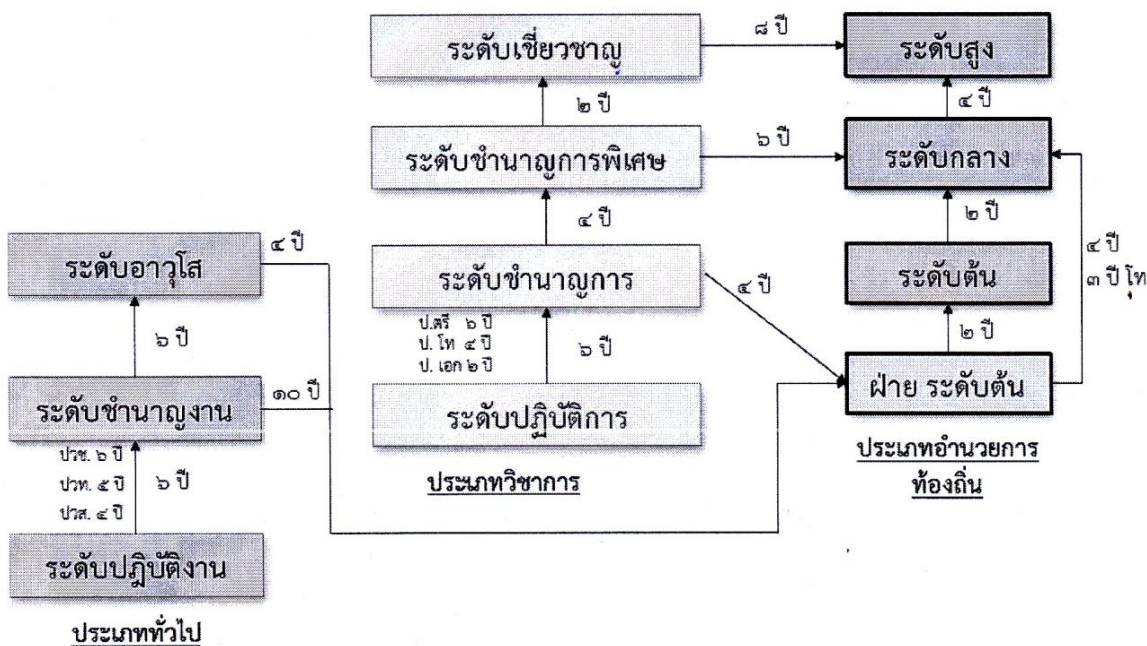 ระดับเชี่ยวชาญ
๘ ปี
ระดับสูง
๒ ปี
๔ ปี
ระดับชำนาญการพิเศษ
๖ ปี
ระดับกลาง
๔ ปี
๒ ปี
๔ ปี
๓ ปี โท
ระดับอาวุโส
๔ ปี
ระดับชำนาญการ
๔ ปี
ระดับต้น
๖ ปี
ป.ตรี ๖ ปี
ป. โท ๔ ปี
ป. เอก ๒ ปี
๖ ปี
๒ ปี
ระดับชำนาญงาน
๑๐ ปี
ระดับปฏิบัติการ
ฝ่าย ระดับต้น
ปวช. ๖ ปี
ปวท. ๕ ปี
ปวส. ๔ ปี
๖ ปี
ประเภทวิชาการ
ประเภทอำนวยการ
ท้องถิ่น
ระดับปฏิบัติงาน
ประเภททั่วไป